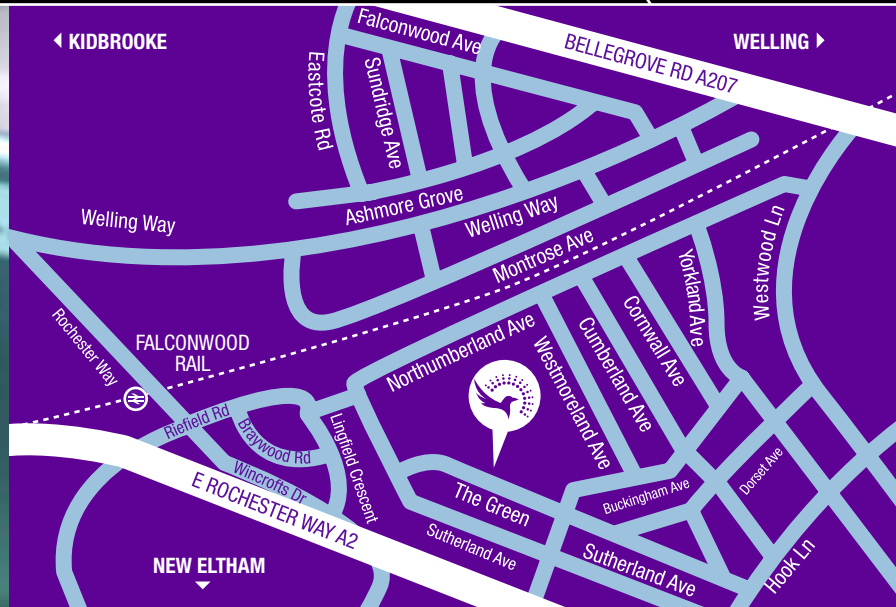 KIDBROOKE
Falconwood Ave
BELLEGROVE RD A207
WELLING
Eastcote Rd
Sundridge Ave
Ashmore Grove
Welling Way
Welling Way
Montrose Ave
Westwood Ln
Yorkland Ave
Cornwall Ave
Cumberland Ave
Westmoreland Ave
Northumberland Ave
Rochester Way
FALCONWOOD
RAIL
Riefield Rd
Braywood Rd
Lingfield Crescent
Wincrofts Dr
E ROCHESTER WAY A2
The Green
Buckingham Ave
Dorset Ave
Sutherland Ave
Sutherland Ave
Hook Ln
NEW ELTHAM